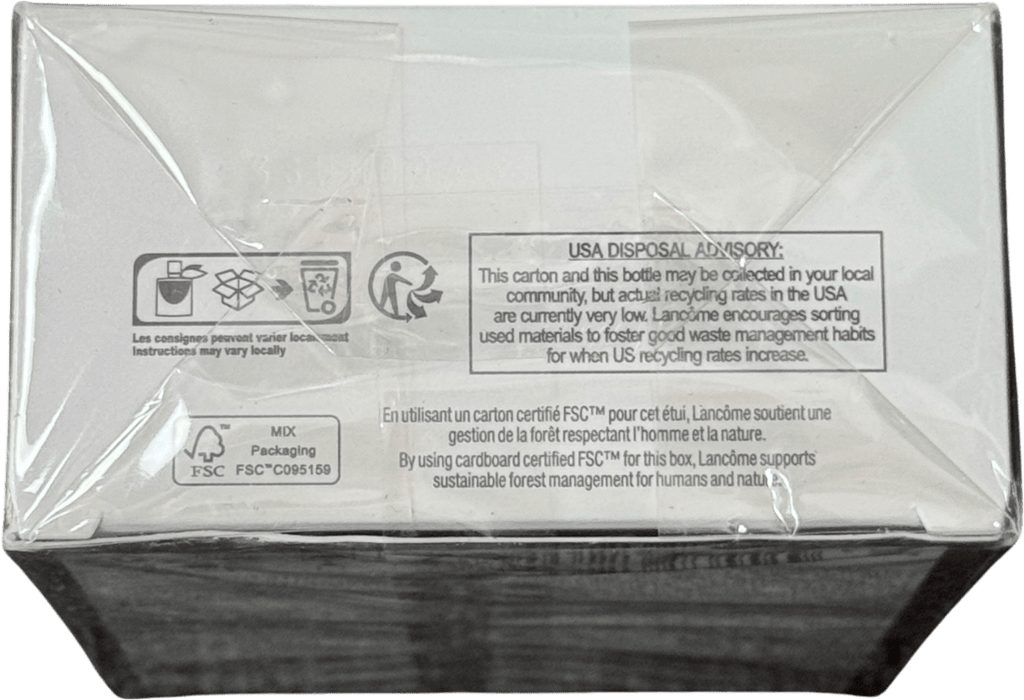 Les consignes peuvent varier localement
Instructions may vary locally
USA DISPOSAL ADVISORY:
This carton and this bottle may be collected in your local
community, but actual recycling rates in the USA
are currently very low. Lancôme encourages sorting
used materials to foster good waste management habits
for when US recycling rates increase.
FSC™
MIX
Packaging
FSC™C095159
En utilisant un carton certifié FSC™ pour cet étui, Lancôme soutient une
gestion de la forêt respectant l'homme et la nature.
By using cardboard certified FSC™ for this box, Lancôme supports
sustainable forest management for humans and nature.